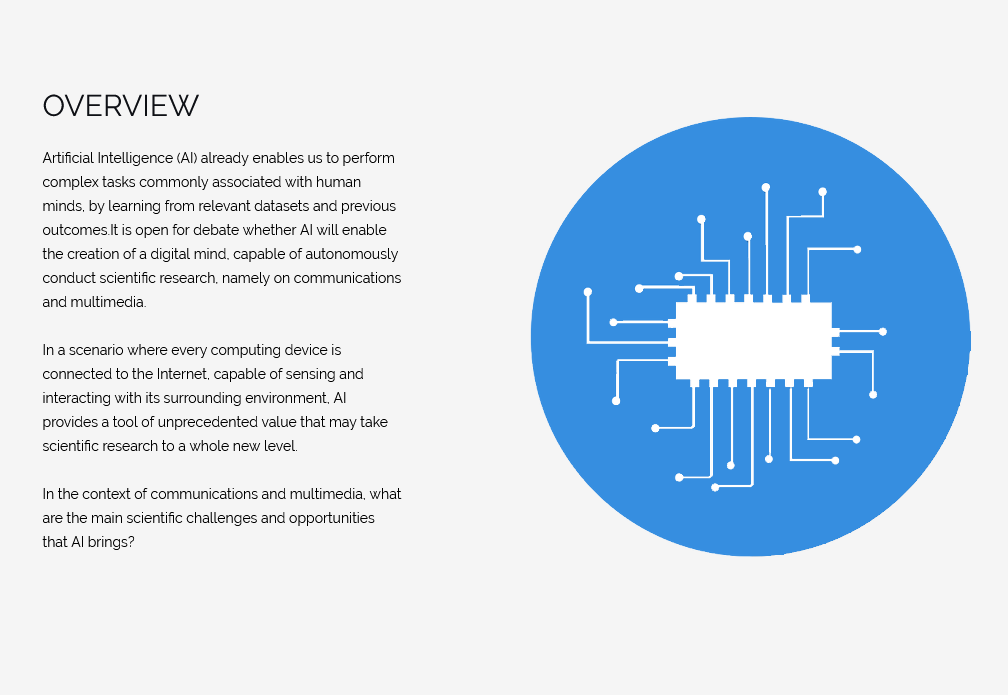 OVERVIEW
Artificial Intelligence (AI) already enables us to perform
complex tasks commonly associated with human
minds, by learning from relevant datasets and previous
outcomes.It is open for debate whether AI will enable
the creation of a digital mind, capable of autonomously
conduct scientific research, namely on communications
and multimedia.
In a scenario where every computing device is
connected to the Internet, capable of sensing and
interacting with its surrounding environment, AI
provides a tool of unprecedented value that may take
scientific research to a whole new level.
In the context of communications and multimedia, what
are the main scientific challenges and opportunities
that AI brings?